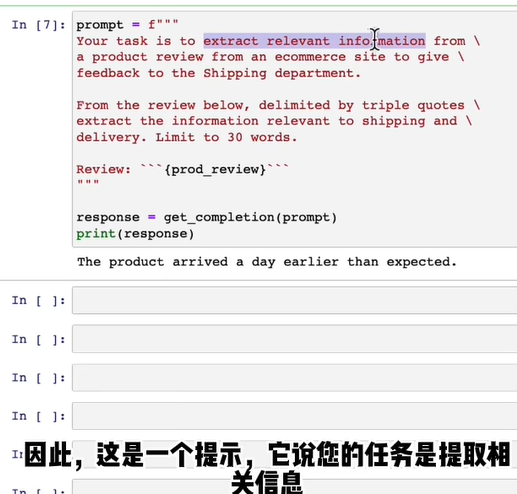 In [7]:
prompt = f"""
Your task is to extract relevant information from \
a product review from an ecommerce site to give \
feedback to the Shipping department.
From the review below, delimited by triple quotes \
extract the information relevant to shipping and \
delivery. Limit to 30 words.
Review: ```{prod_review}```
"""
response = get_completion(prompt)
print(response)
The product arrived a day earlier than expected.
In [ ]:
In [ ]:
In [ ]:
In [ ]:
因此，这是一个提示，它说您的任务是提取相
关信息